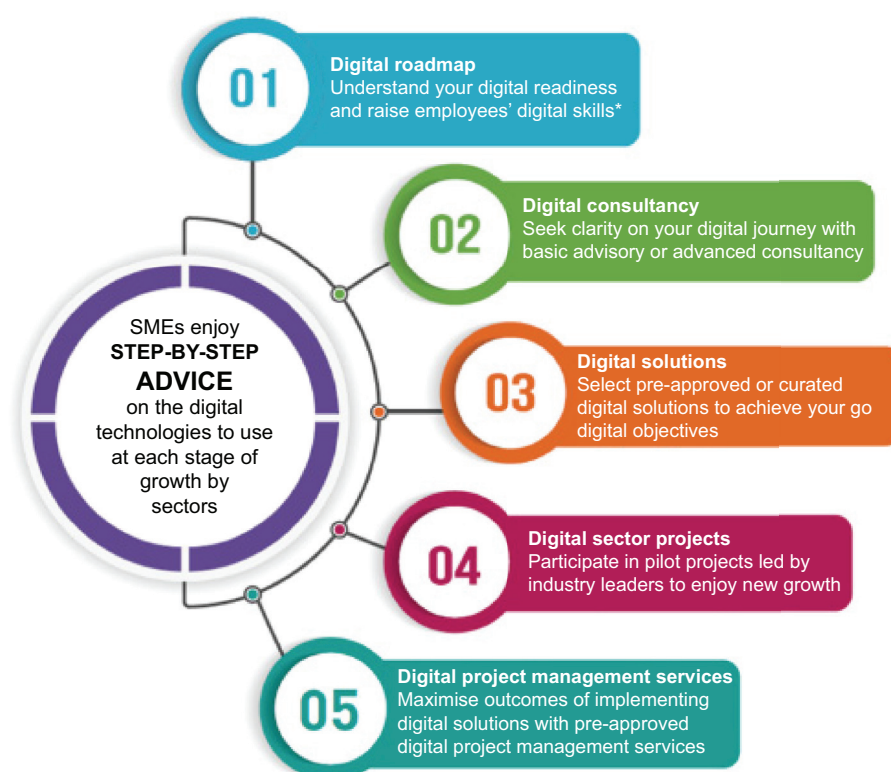 01
Digital roadmap
Understand your digital readiness
and raise employees’ digital skills*
02
Digital consultancy
Seek clarity on your digital journey with
basic advisory or advanced consultancy
SMEs enjoy
STEP-BY-STEP
ADVICE
on the digital
technologies to use
at each stage of
growth by
sectors
03
Digital solutions
Select pre-approved or curated
digital solutions to achieve your go
digital objectives
04
Digital sector projects
Participate in pilot projects led by
industry leaders to enjoy new growth
05
Digital project management services
Maximise outcomes of implementing
digital solutions with pre-approved
digital project management services